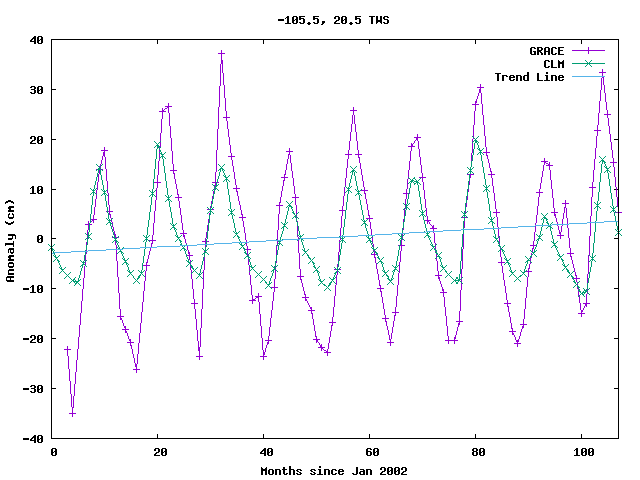 -105.5, 20.5 TWS
GRACE
CLM
Trend Line
40
30
20
10
0
-10
-20
-30
-40
Anomaly (cm)
0 20 40 60 80 100
Months since Jan 2002